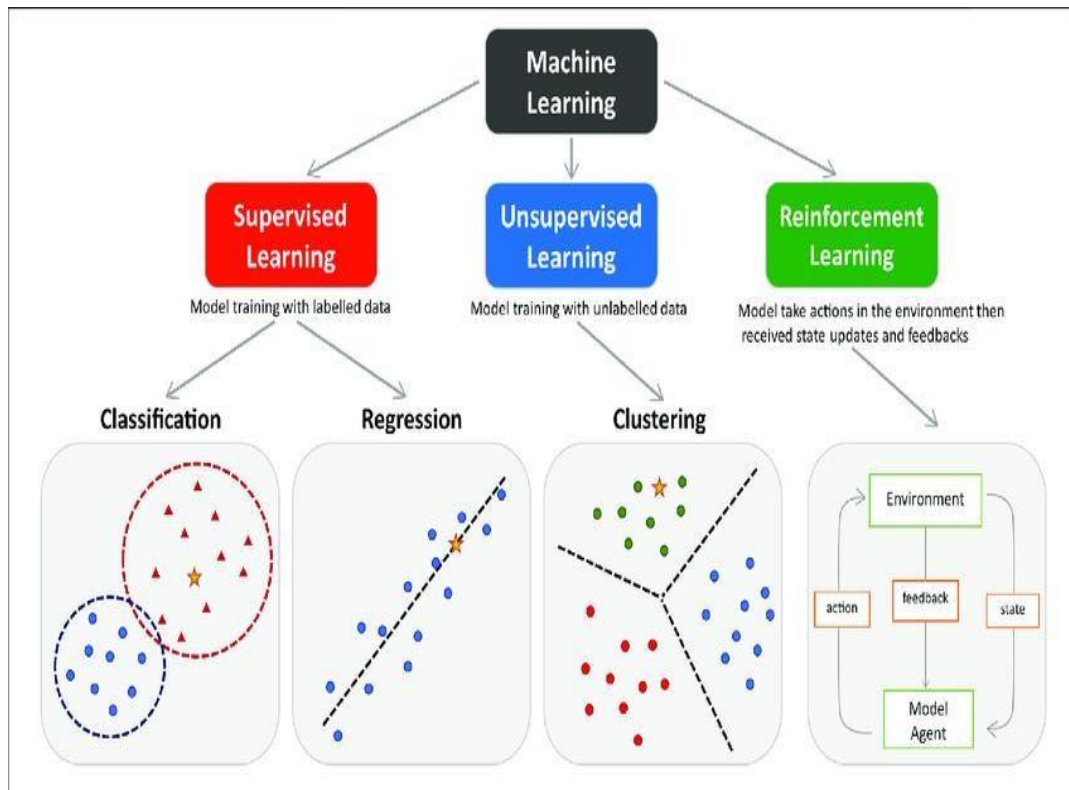 Machine
Learning
Supervised
Learning
Unsupervised
Learning
Reinforcement
Learning
Model training with labelled data
Model training with unlabelled data
Model take actions in the environment then
received state updates and feedbacks
Classification
Regression
Clustering
Environment
action
feedback
state
Model
Agent